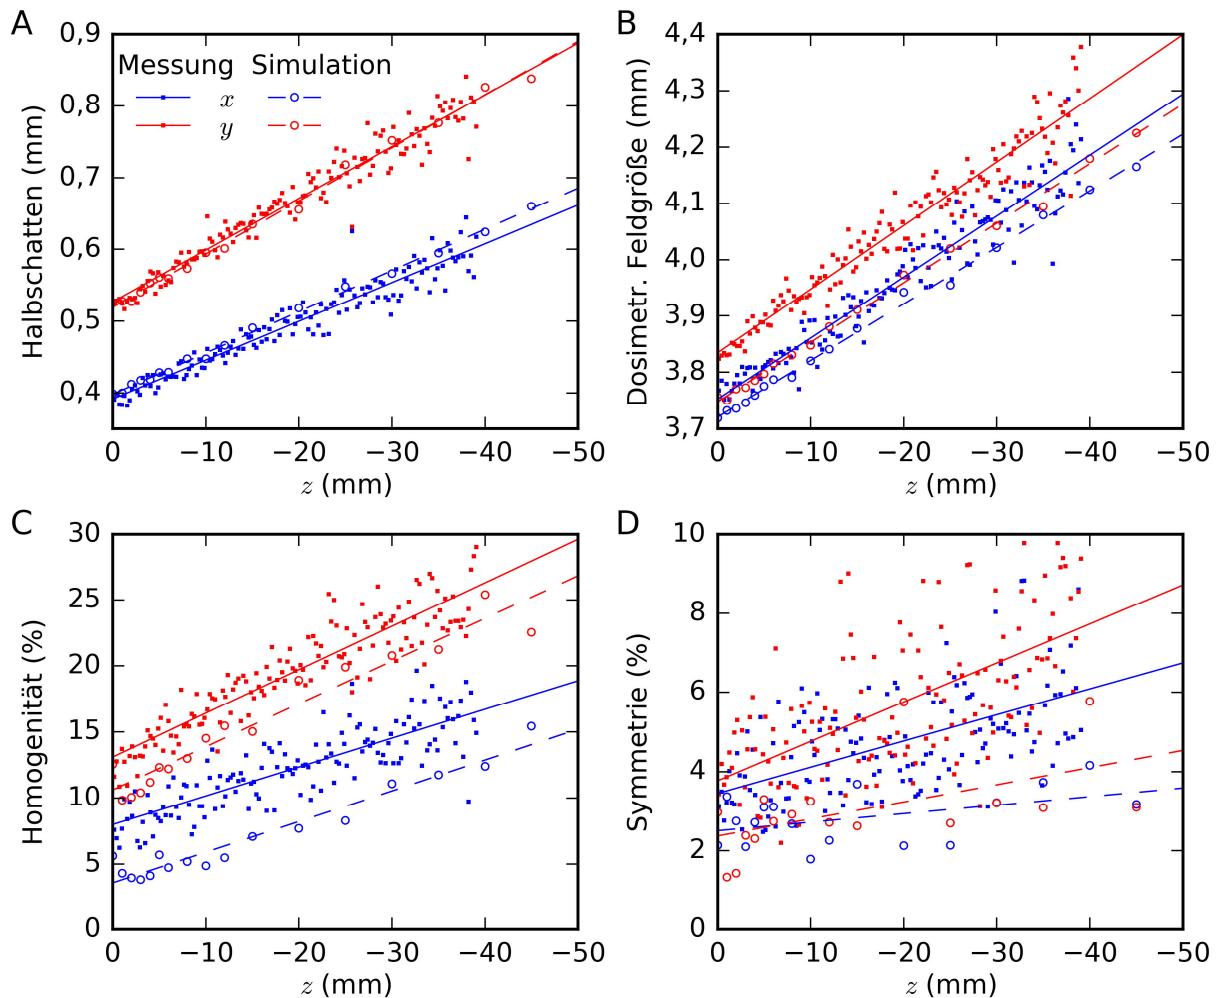 A
Halbschatten (mm)
0,9
0,8
0,7
0,6
0,5
0,4
Messung Simulation
x
y
0 −10 −20 −30 −40 −50
z (mm)
B
Dosimetr. Feldgröße (mm)
4,4
4,3
4,2
4,1
4,0
3,9
3,8
3,7
0 −10 −20 −30 −40 −50
z (mm)
C
Homogenität (%)
30
25
20
15
10
5
0
0 −10 −20 −30 −40 −50
z (mm)
D
Symmetrie (%)
10
8
6
4
2
0
0 −10 −20 −30 −40 −50
z (mm)